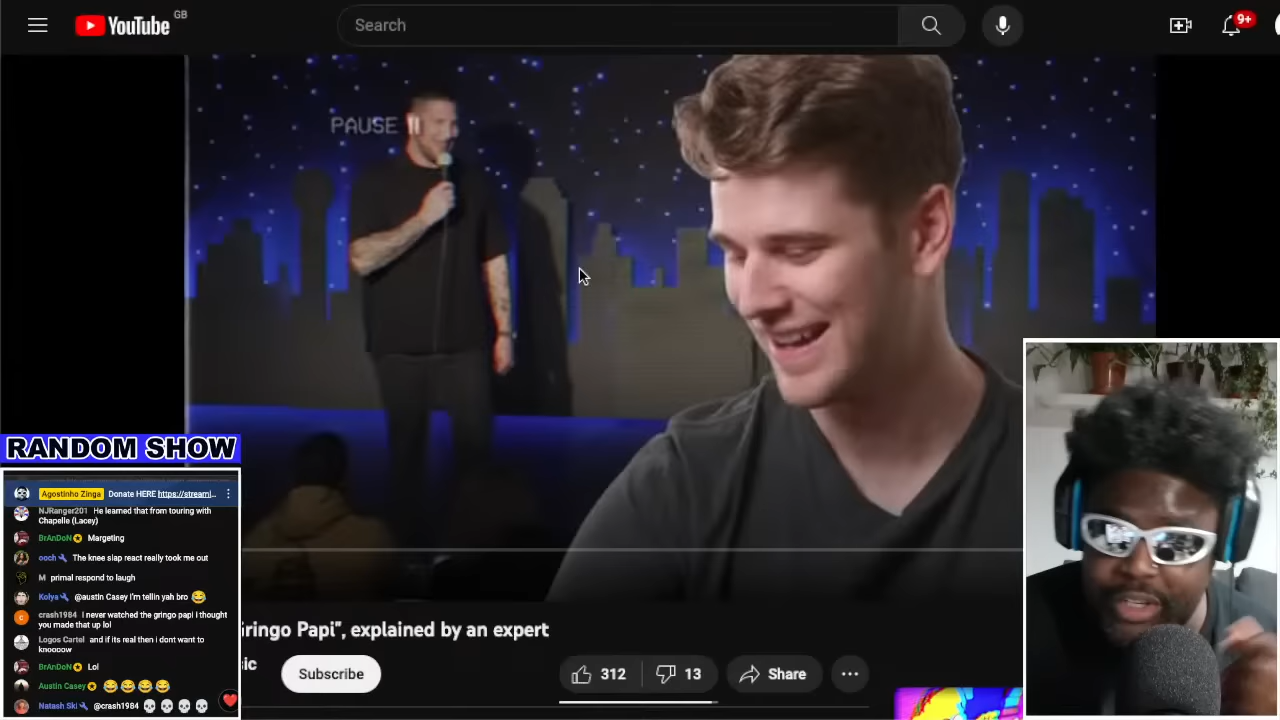 YouTube GB
Search
9+
PAUSE
RANDOM SHOW
Agostinho Zinga Donate HERE https://streaml...
NJRanger201 He learned that from touring with
Chapelle (Lacey)
BrAnDoN Margeting
ooch The knee slap react really took me out
M primal respond to laugh
Kolya @austin Casey I'm tellin yah bro
crash1984 I never watched the gringo papi i thought
you made that up lol
Logos Cartel and if its real then i dont want to
knoooow
BrAnDoN Lol
Austin Casey
Natash Ski @crash1984
Gringo Papi", explained by an expert
sic
Subscribe
312
13
Share